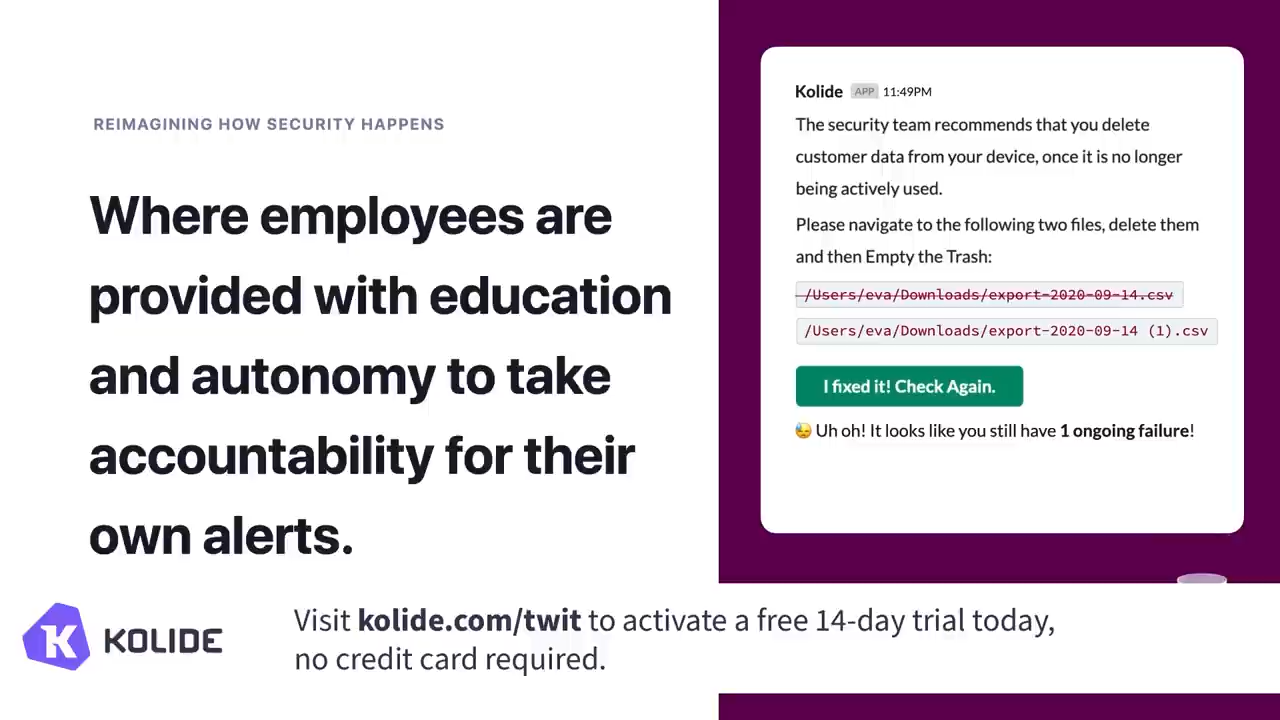 REIMAGINING HOW SECURITY HAPPENS
Where employees are
provided with education
and autonomy to take
accountability for their
own alerts.
Kolide APP 11:49PM
The security team recommends that you delete
customer data from your device, once it is no longer
being actively used.
Please navigate to the following two files, delete them
and then Empty the Trash:
/Users/eva/Downloads/export-2020-09-14.csv
/Users/eva/Downloads/export-2020-09-14 (1).csv
I fixed it! Check Again.
😓 Uh oh! It looks like you still have 1 ongoing failure!
K KOLIDE
Visit kolide.com/twit to activate a free 14-day trial today,
no credit card required.